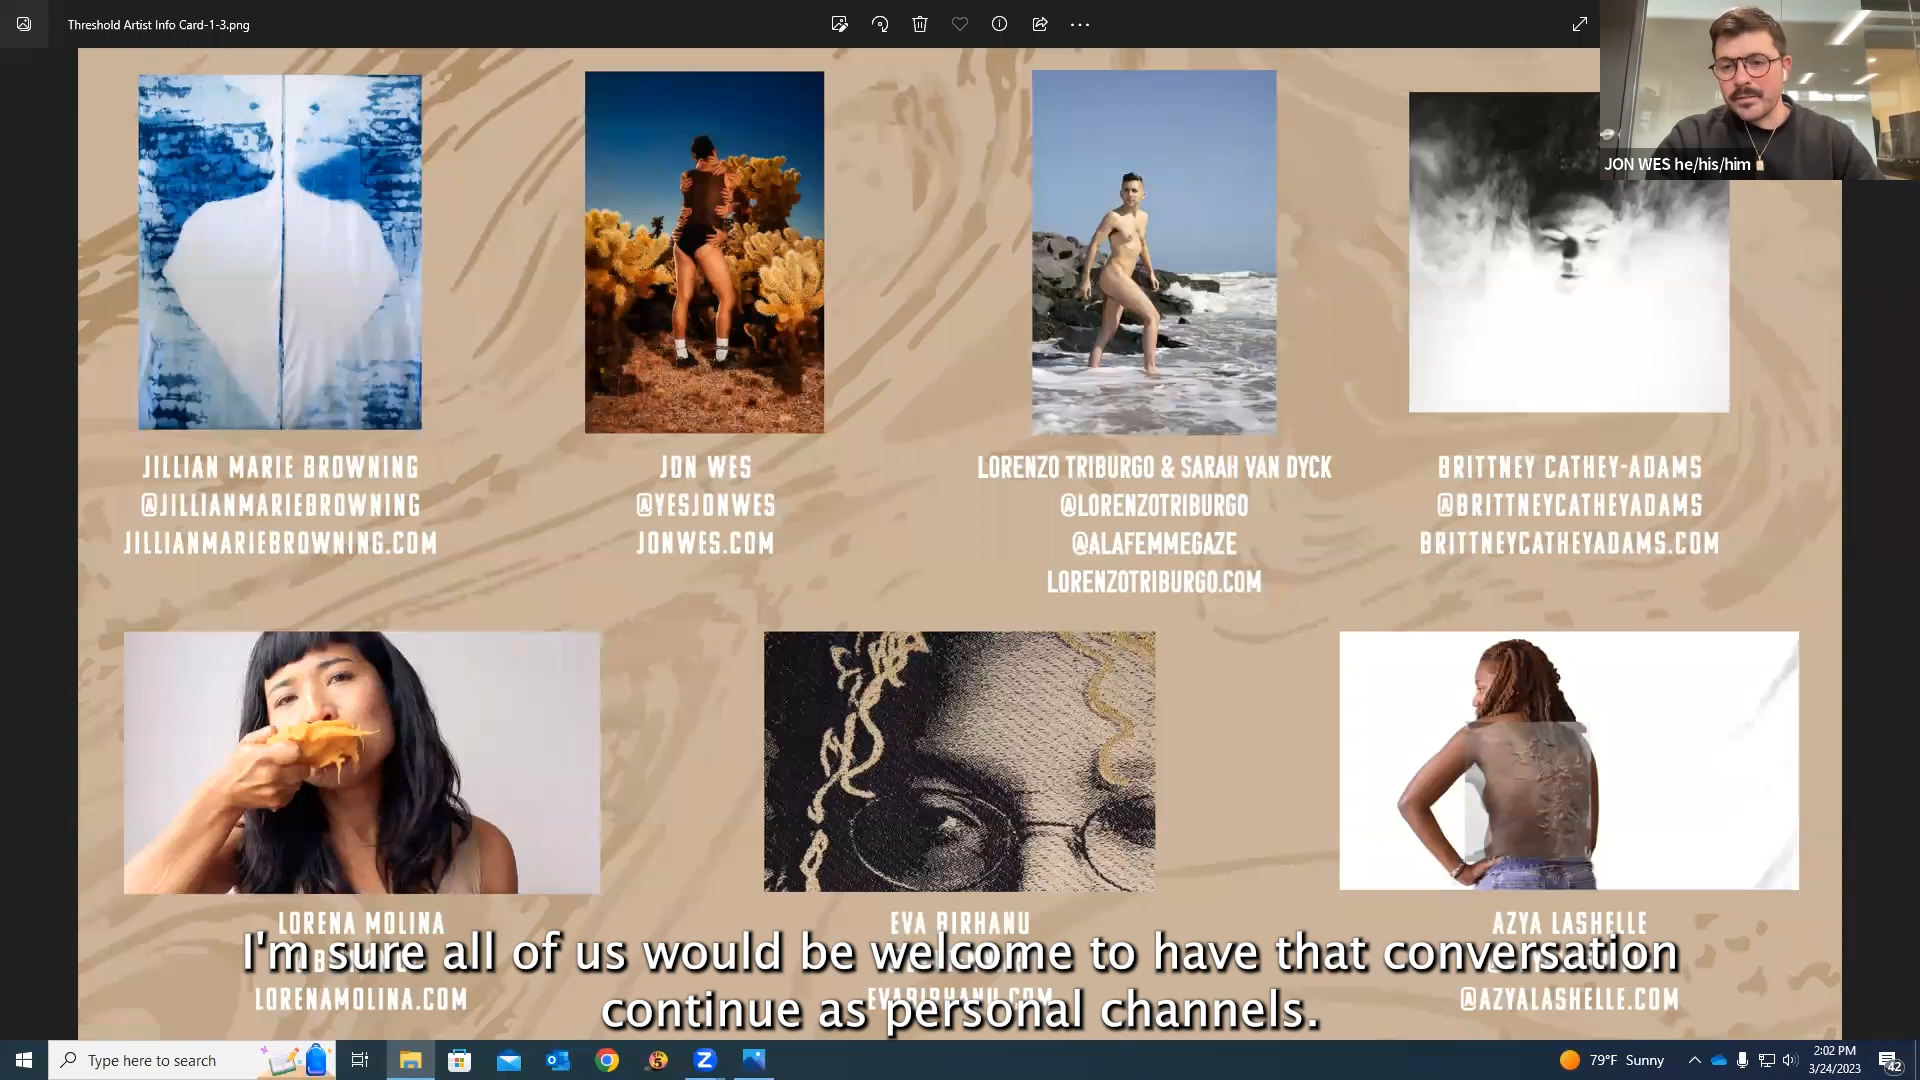 Threshold Artist Info Card-1-3.png
JON WES he/his/him
JILLIAN MARIE BROWNING
@JILLIANMARIEBROWNING
JILLIANMARIEBROWNING.COM
JON WES
@YESJONWES
JONWES.COM
LORENZO TRIBURGO & SARAH VAN DYCK
@LORENZOTRIBURGO
@ALAFEMMEGAZE
LORENZOTRIBURGO.COM
BRITTNEY CATHEY-ADAMS
@BRITTNEYCATHEYADAMS
BRITTNEYCATHEYADAMS.COM
LORENA MOLINA
LORENAMOLINA.COM
EVA BIRHANU
EVABIRHANU.COM
AZYA LASHELLE
@AZYALASHELLE.COM
I'm sure all of us would be welcome to have that conversation
continue as personal channels.
Type here to search
79°F Sunny
2:02 PM
3/24/2023
42